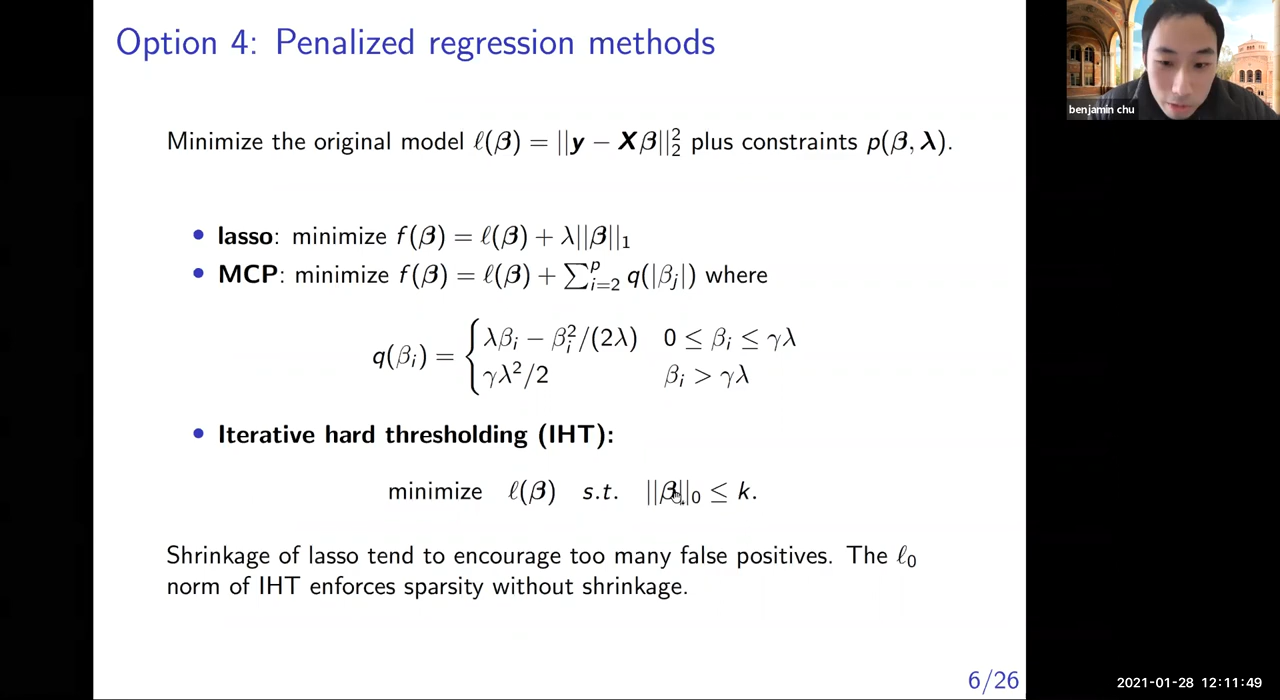 Option 4: Penalized regression methods
Minimize the original model ℓ(β) = ||y − Xβ||₂² plus constraints p(β, λ).
• lasso: minimize f(β) = ℓ(β) + λ||β||₁
• MCP: minimize f(β) = ℓ(β) + ∑ᵖᵢ₌₂ q(|βⱼ|) where
q(βᵢ) = { λβᵢ − βᵢ²/(2λ) 0 ≤ βᵢ ≤ γλ
γλ²/2 βᵢ > γλ
• Iterative hard thresholding (IHT):
minimize ℓ(β) s.t. ||β||₀ ≤ k.
Shrinkage of lasso tend to encourage too many false positives. The ℓ₀
norm of IHT enforces sparsity without shrinkage.
6/26
benjamin chu
2021-01-28 12:11:49